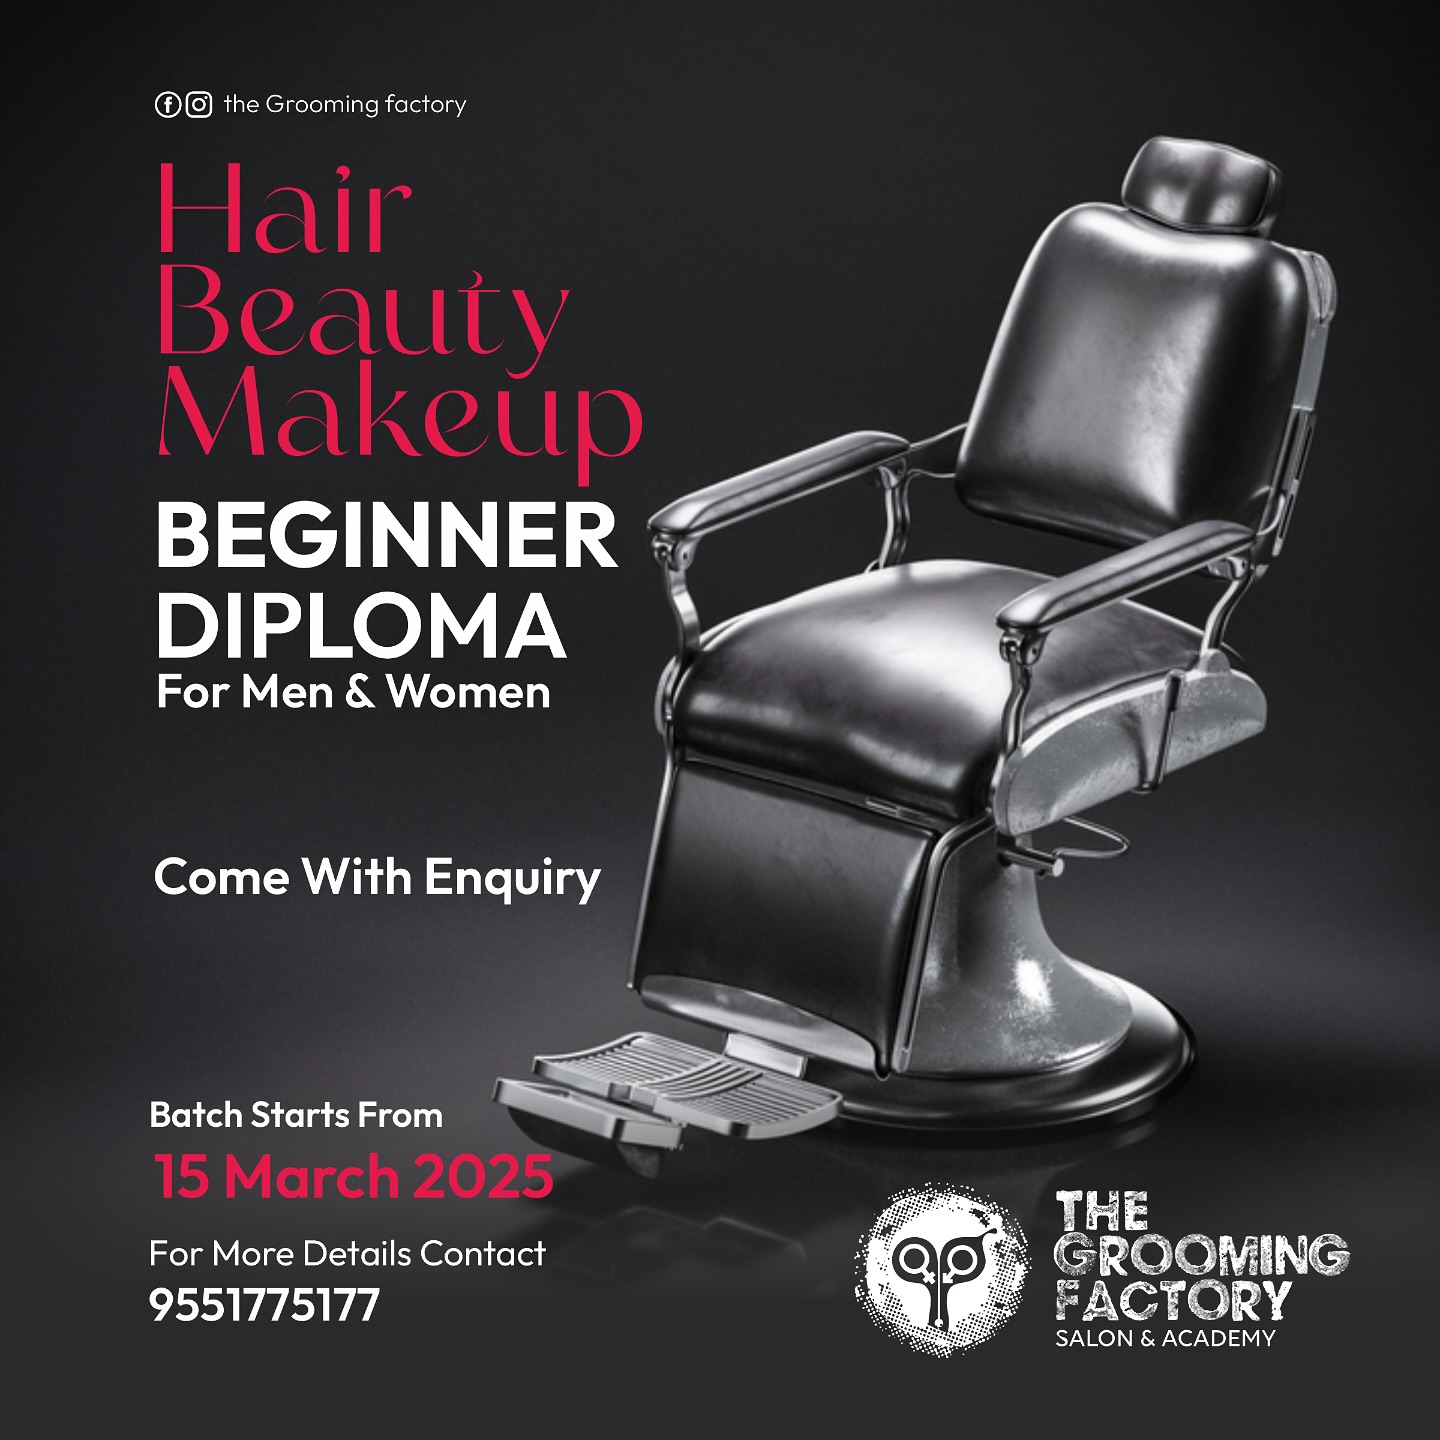 the Grooming factory
Hair
Beauty
Makeup
BEGINNER
DIPLOMA
For Men & Women
Come With Enquiry
Batch Starts From
15 March 2025
For More Details Contact
9551775177
THE
GROOMING
FACTORY
SALON & ACADEMY